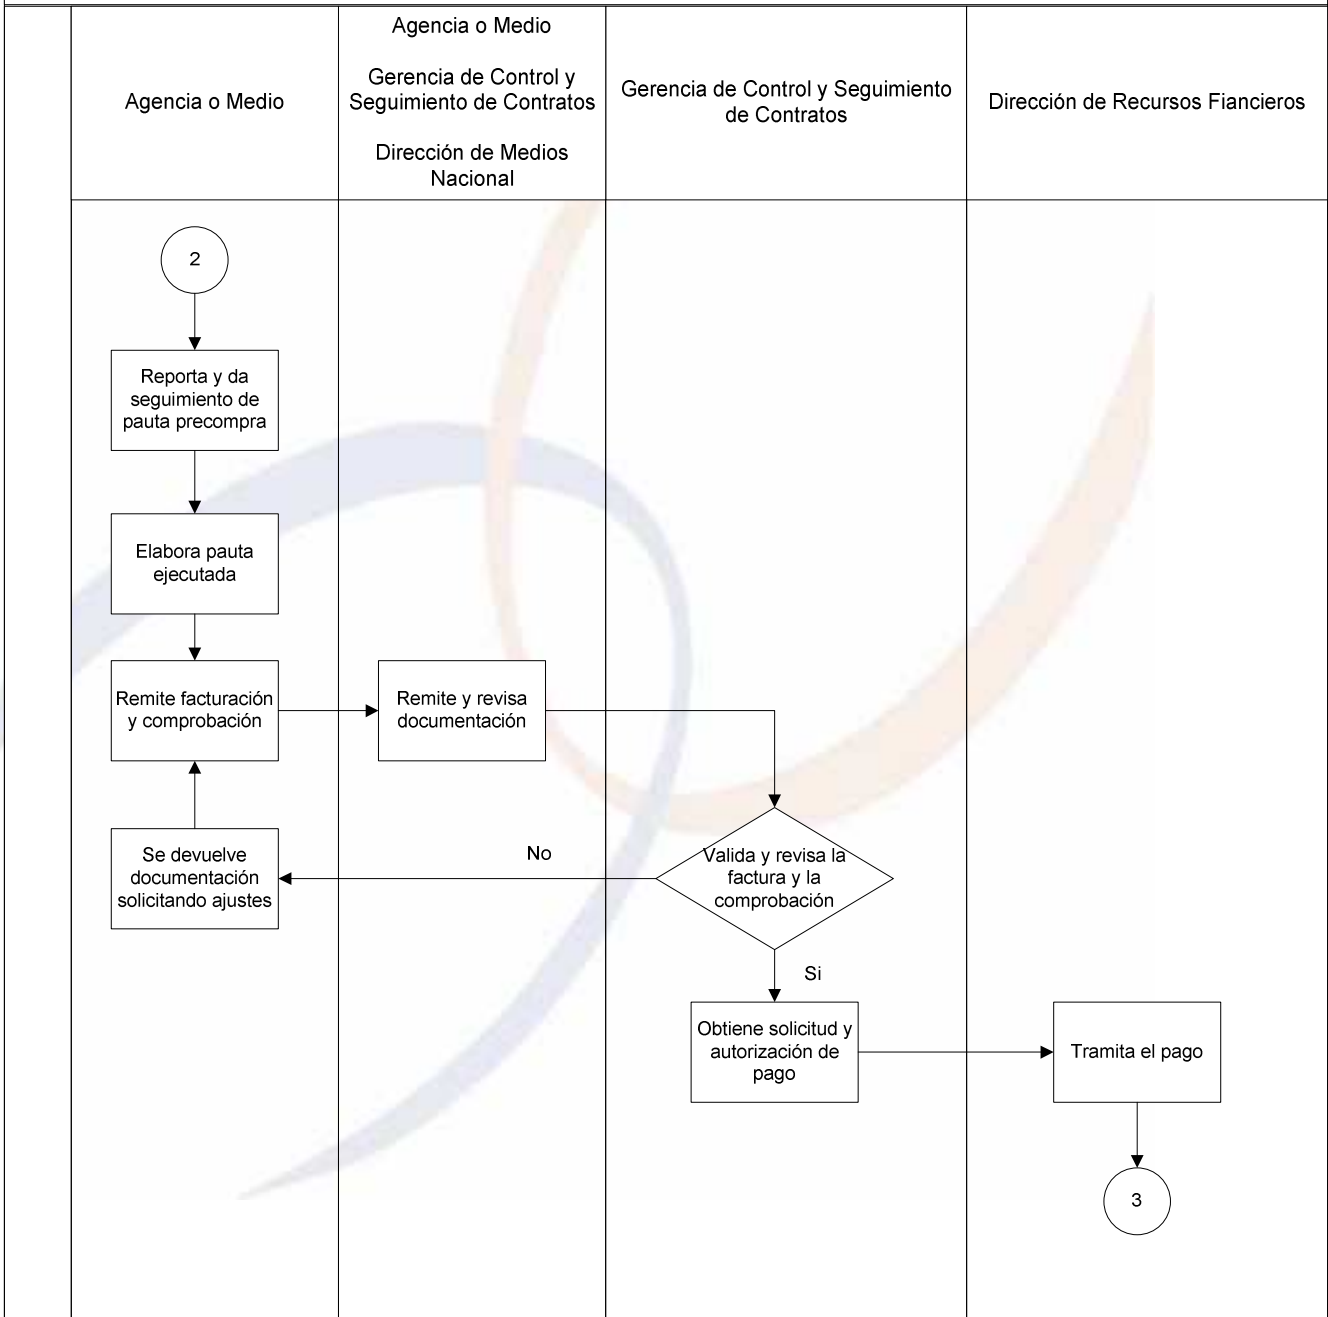 Agencia o Medio
Agencia o Medio
Gerencia de Control y
Seguimiento de Contratos
Dirección de Medios
Nacional
Gerencia de Control y Seguimiento
de Contratos
Dirección de Recursos Fiancieros
2
Reporta y da
seguimiento de
pauta precompra
Elabora pauta
ejecutada
Remite facturación
y comprobación
Remite y revisa
documentación
Se devuelve
documentación
solicitando ajustes
No
Valida y revisa la
factura y la
comprobación
Si
Obtiene solicitud y
autorización de
pago
Tramita el pago
3